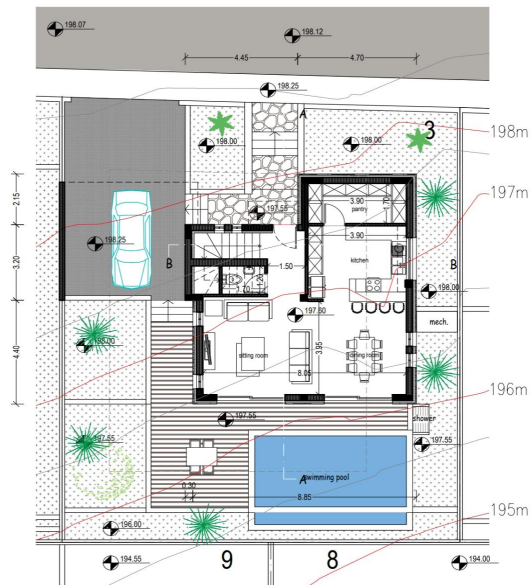 198.07
198.12
4.45
4.70
198.25
A
198.00
198.00
3
198m
197m
3.90
.70
pantry
197.55
2.15
3.90
kitchen
198.25
3.20
B
1.50
B
1.70
1.20
198.00
197.60
mech.
4.40
sitting room
3.95
dining room
8.05
196m
197.55
shower
197.55
197.55
A
swimming pool
0.30
8.85
195m
196.00
194.55
9
8
194.00